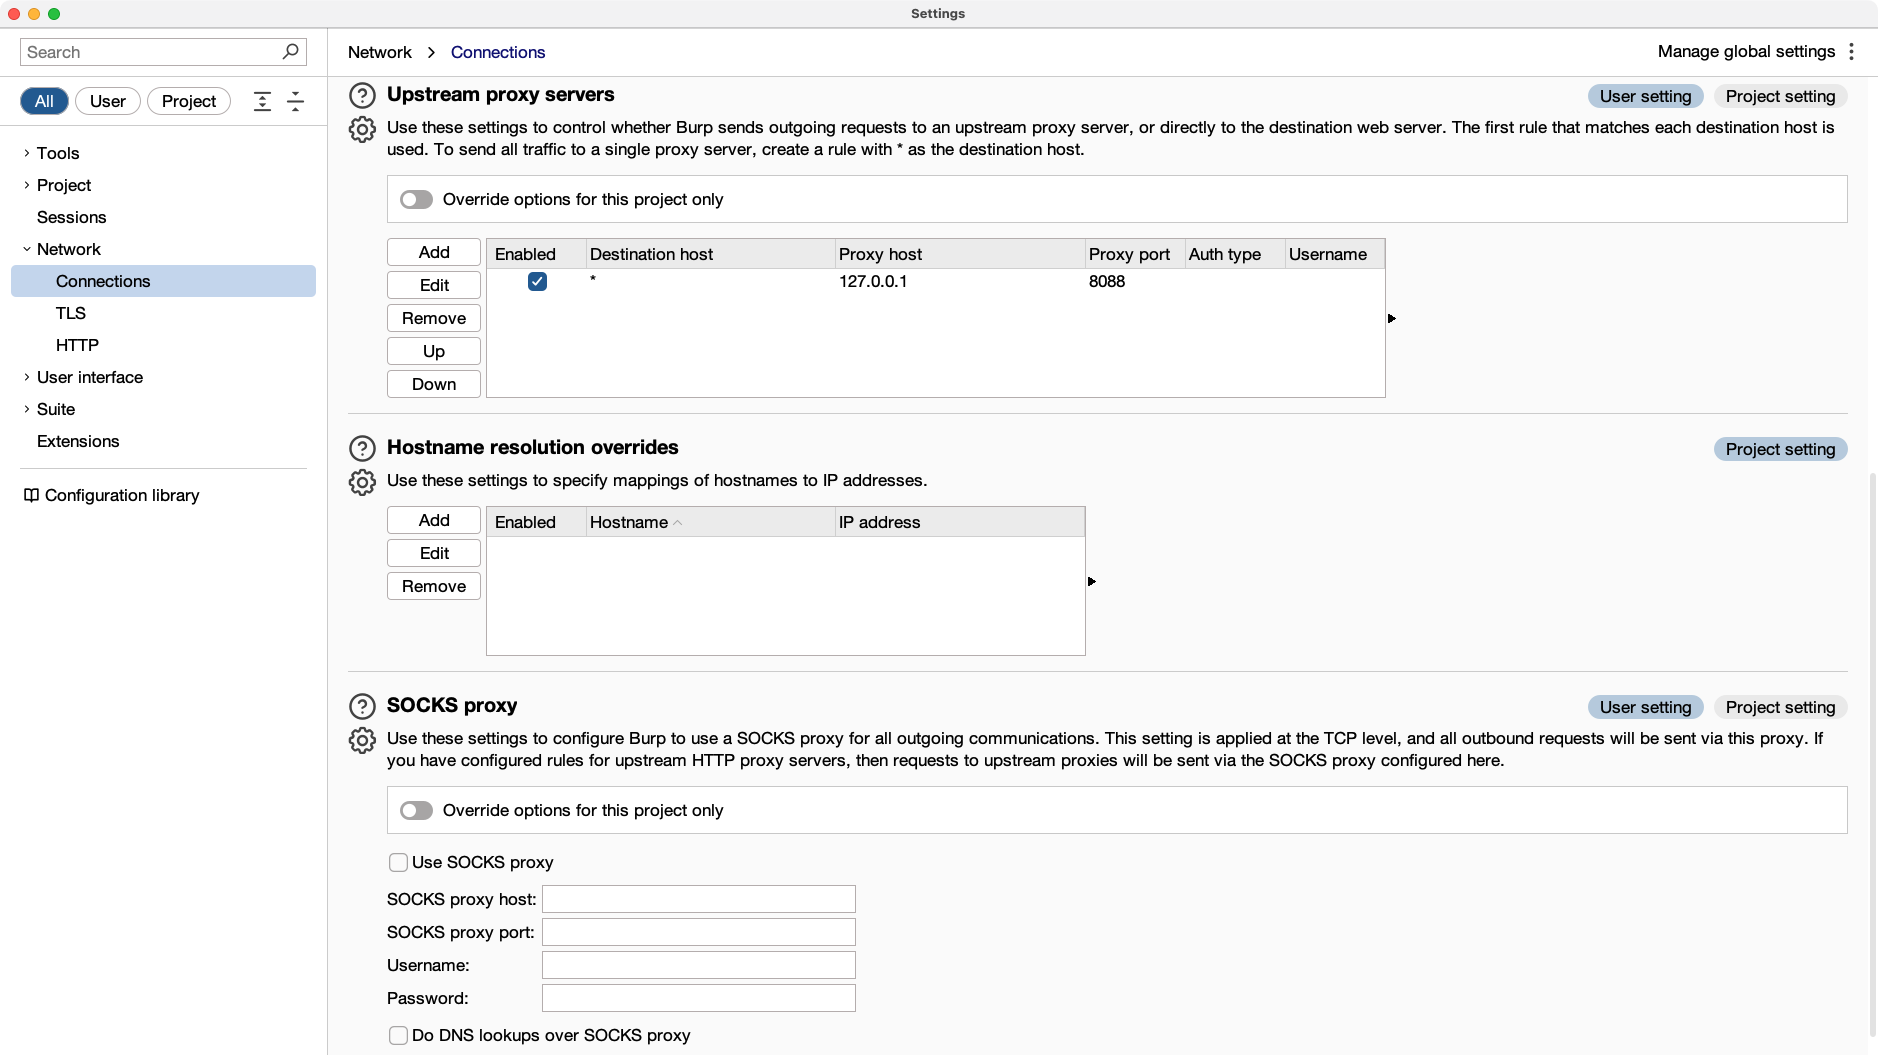 Settings
Search
Network > Connections
Manage global settings
All
User
Project
Tools
Project
Sessions
Network
Connections
TLS
HTTP
User interface
Suite
Extensions
Configuration library
Upstream proxy servers
User setting
Project setting
Use these settings to control whether Burp sends outgoing requests to an upstream proxy server, or directly to the destination web server. The first rule that matches each destination host is
used. To send all traffic to a single proxy server, create a rule with * as the destination host.
Override options for this project only
Add
Edit
Remove
Up
Down
Enabled Destination host Proxy host Proxy port Auth type Username
* 127.0.0.1 8088
Hostname resolution overrides
Project setting
Use these settings to specify mappings of hostnames to IP addresses.
Add
Edit
Remove
Enabled Hostname IP address
SOCKS proxy
User setting
Project setting
Use these settings to configure Burp to use a SOCKS proxy for all outgoing communications. This setting is applied at the TCP level, and all outbound requests will be sent via this proxy. If
you have configured rules for upstream HTTP proxy servers, then requests to upstream proxies will be sent via the SOCKS proxy configured here.
Override options for this project only
Use SOCKS proxy
SOCKS proxy host:
SOCKS proxy port:
Username:
Password:
Do DNS lookups over SOCKS proxy